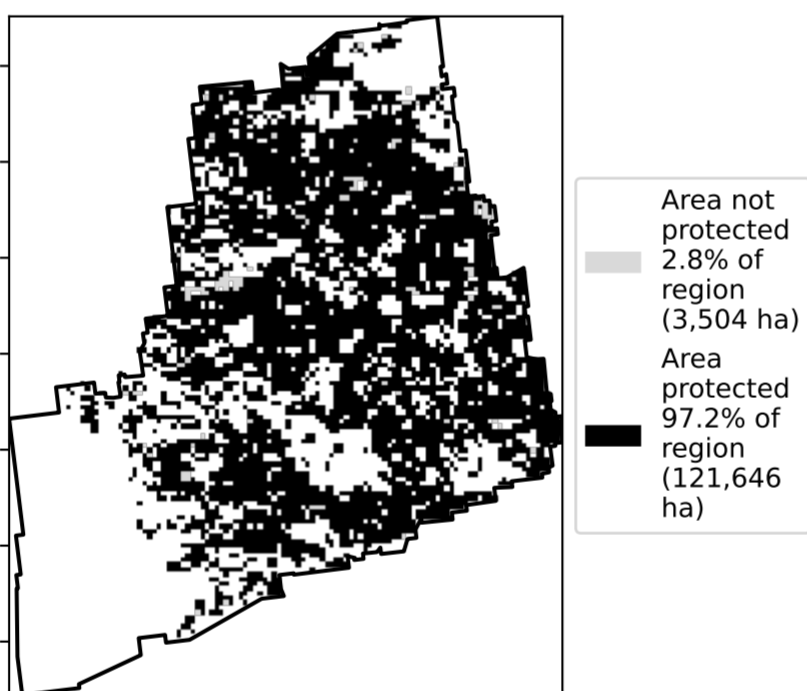 Area not
protected
2.8% of
region
(3,504 ha)
Area
protected
97.2% of
region
(121,646
ha)